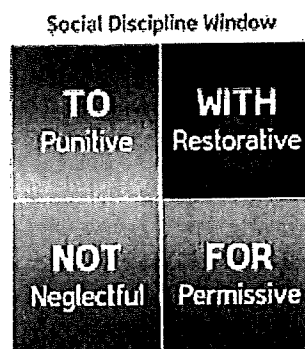 Social Discipline Window
TO
Punitive
WITH
Restorative
NOT
Neglectful
FOR
Permissive